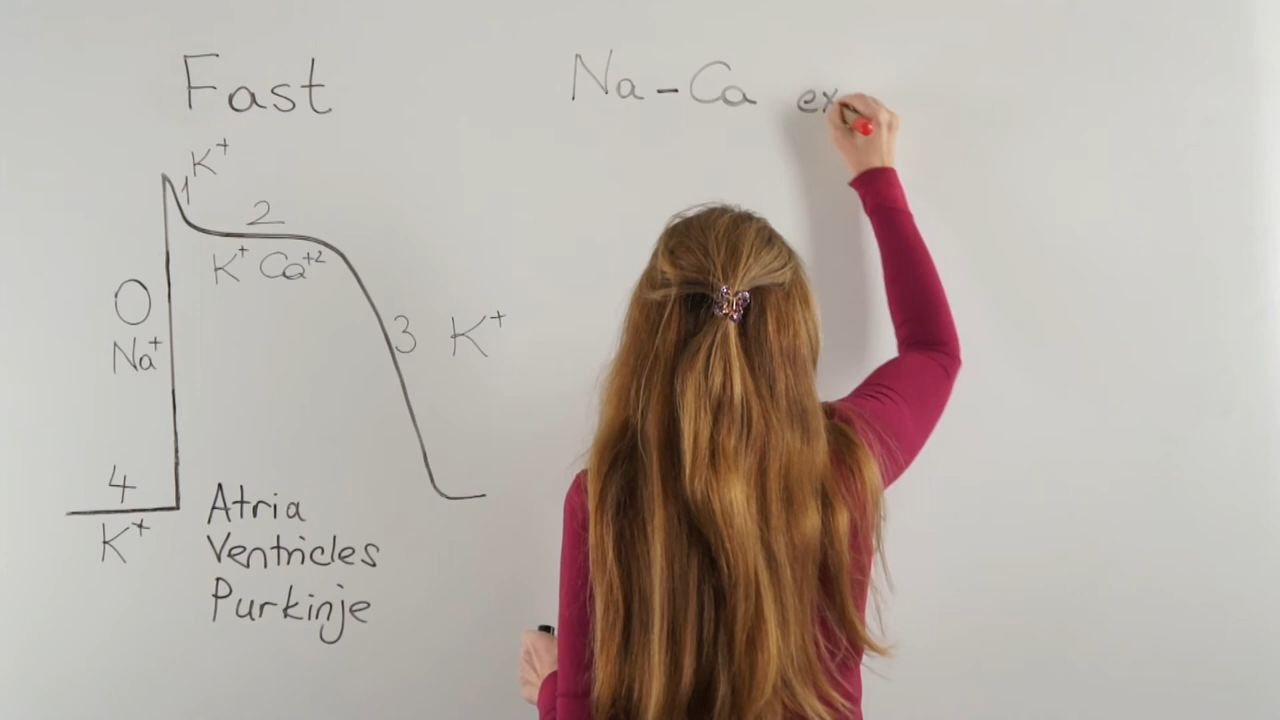 Fast
K+
1
2
K+ Ca+2
0
Na+
3 K+
4
K+
Atria
Ventricles
Purkinje
Na-Ca ex